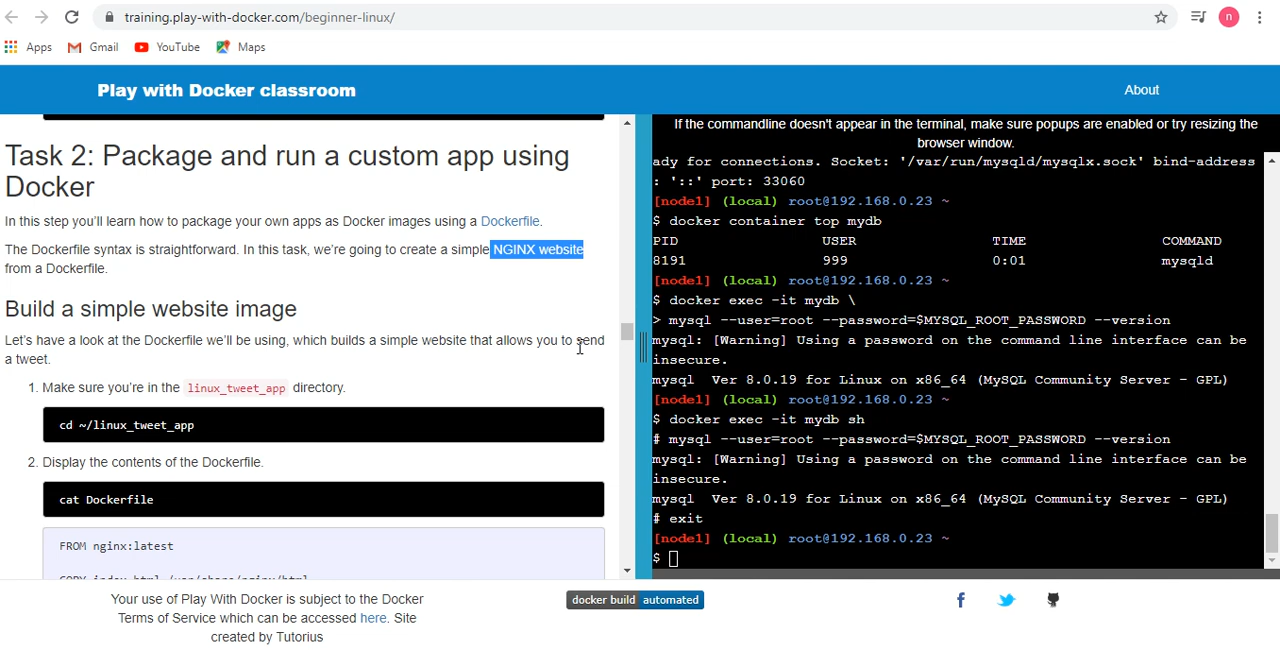 training.play-with-docker.com/beginner-linux/
n
Apps Gmail YouTube Maps
Play with Docker classroom
About
Task 2: Package and run a custom app using
Docker
In this step you'll learn how to package your own apps as Docker images using a Dockerfile.
The Dockerfile syntax is straightforward. In this task, we're going to create a simple NGINX website
from a Dockerfile.
Build a simple website image
Let's have a look at the Dockerfile we'll be using, which builds a simple website that allows you to send
a tweet.
1. Make sure you're in the linux_tweet_app directory.
cd ~/linux_tweet_app
2. Display the contents of the Dockerfile.
cat Dockerfile
FROM nginx:latest
COPY index.html /usr/share/nginx/html
If the commandline doesn't appear in the terminal, make sure popups are enabled or try resizing the
browser window.
ady for connections. Socket: '/var/run/mysqld/mysqlx.sock' bind-address
: '::' port: 33060
[node1] (local) root@192.168.0.23 ~
$ docker container top mydb
PID USER TIME COMMAND
8191 999 0:01 mysqld
[node1] (local) root@192.168.0.23 ~
$ docker exec -it mydb \
> mysql --user=root --password=$MYSQL_ROOT_PASSWORD --version
mysql: [Warning] Using a password on the command line interface can be
insecure.
mysql  Ver 8.0.19 for Linux on x86_64 (MySQL Community Server - GPL)
[node1] (local) root@192.168.0.23 ~
$ docker exec -it mydb sh
# mysql --user=root --password=$MYSQL_ROOT_PASSWORD --version
mysql: [Warning] Using a password on the command line interface can be
insecure.
mysql  Ver 8.0.19 for Linux on x86_64 (MySQL Community Server - GPL)
# exit
[node1] (local) root@192.168.0.23 ~
$
Your use of Play With Docker is subject to the Docker
Terms of Service which can be accessed here. Site
created by Tutorius
docker build automated